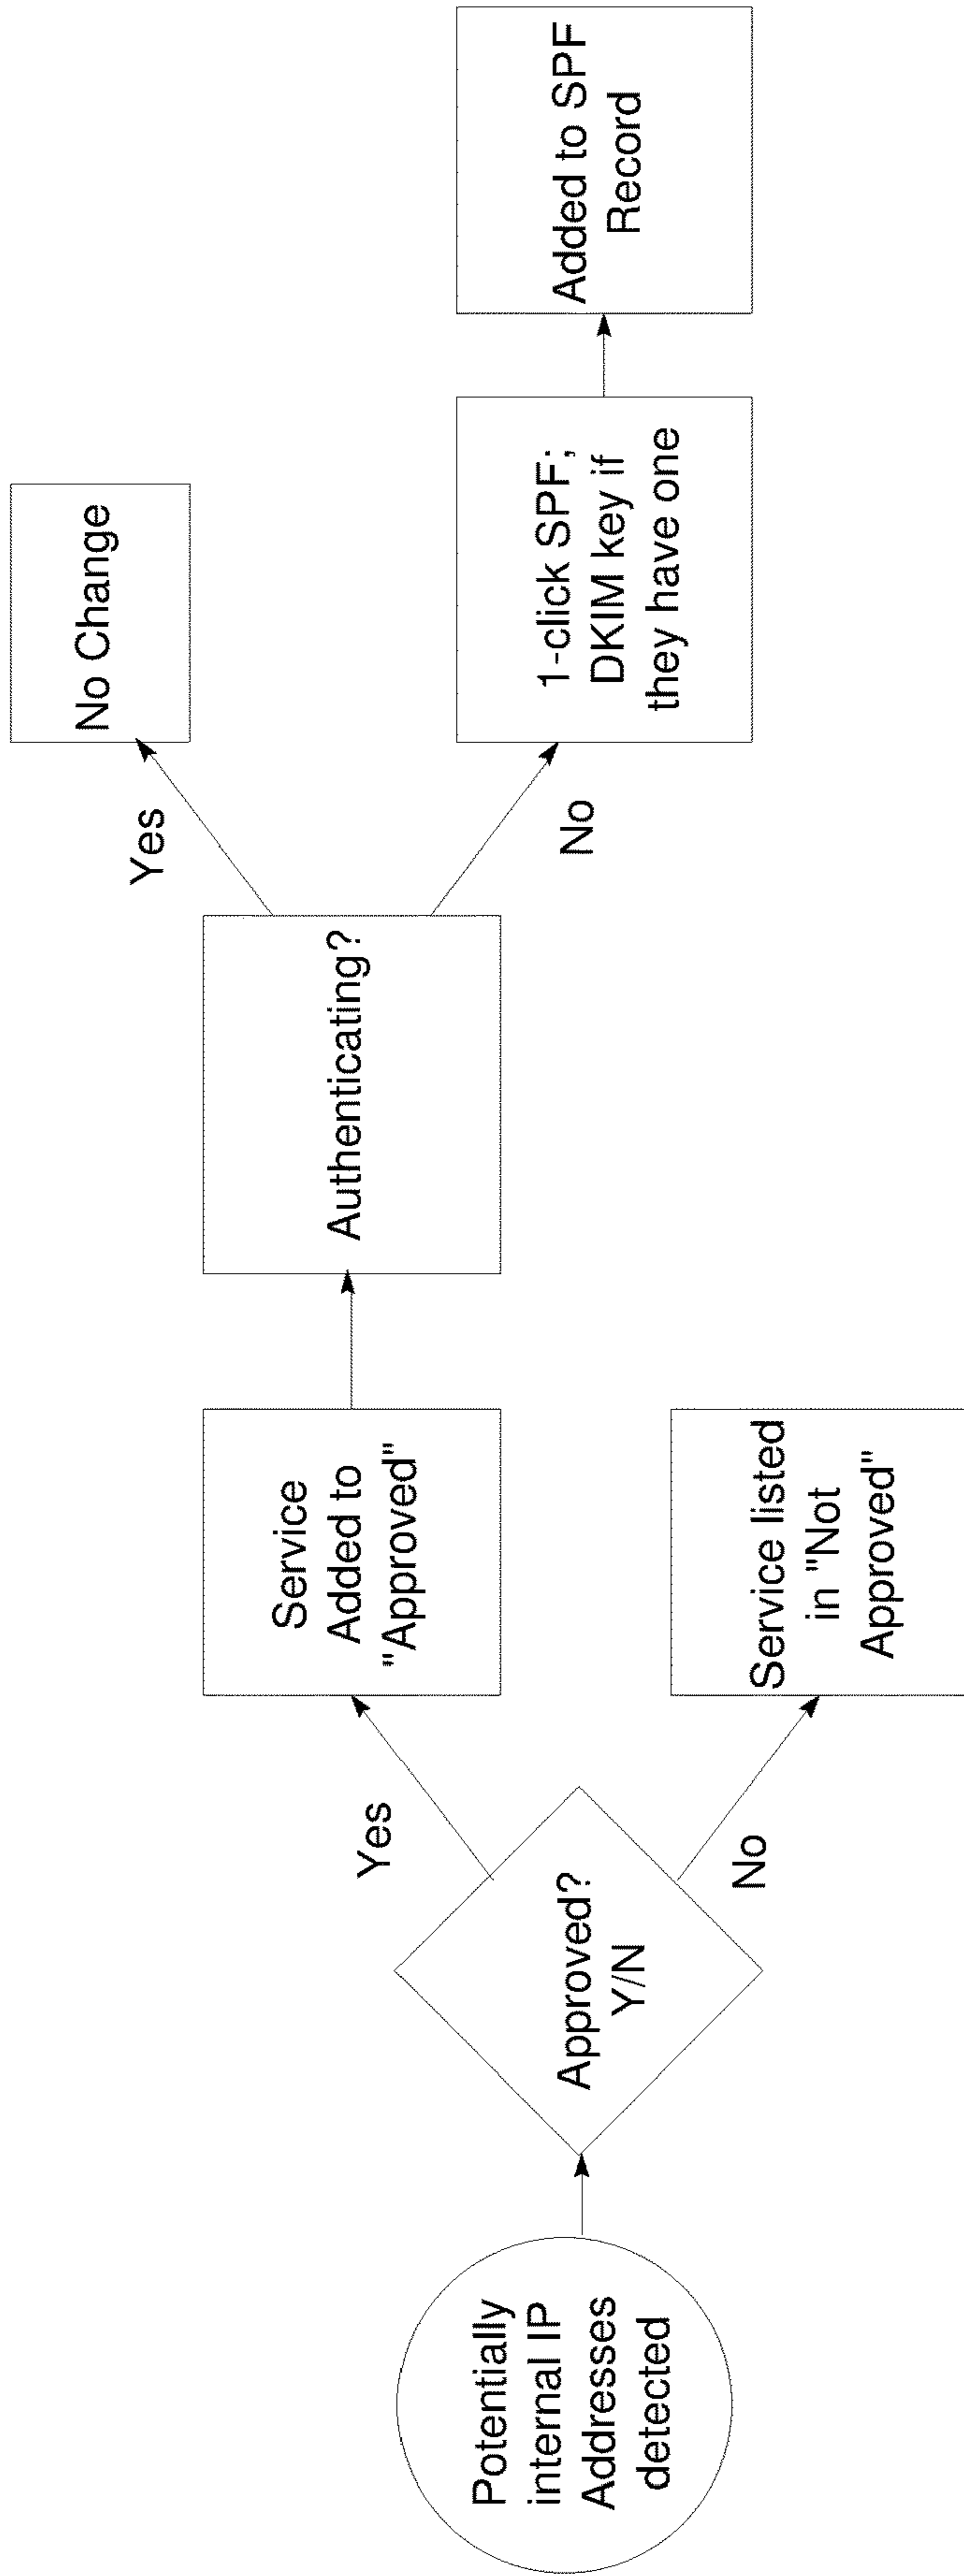 Potentially
internal IP
Addresses
detected
Approved?
Y/N
Yes
No
Service
Added to
"Approved"
Service listed
in "Not
Approved"
Authenticating?
Yes
No
No Change
1-click SPF;
DKIM key if
they have one
Added to SPF
Record